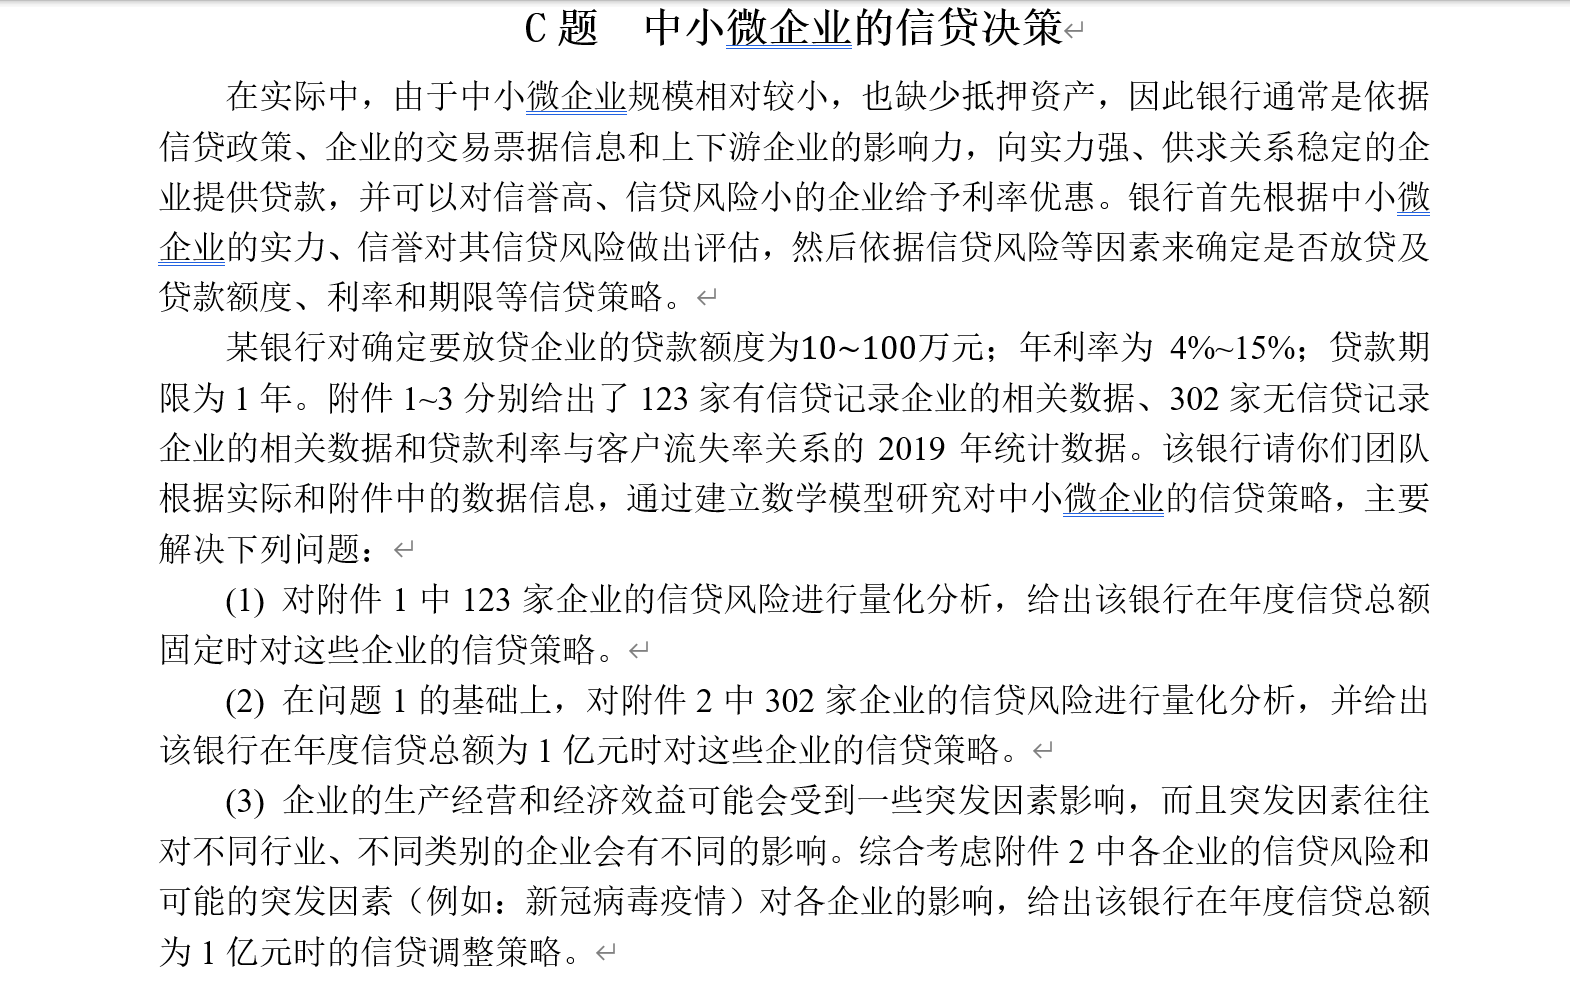 C 题 中小微企业的信贷决策↵
在实际中，由于中小微企业规模相对较小，也缺少抵押资产，因此银行通常是依据
信贷政策、企业的交易票据信息和上下游企业的影响力，向实力强、供求关系稳定的企
业提供贷款，并可以对信誉高、信贷风险小的企业给予利率优惠。银行首先根据中小微
企业的实力、信誉对其信贷风险做出评估，然后依据信贷风险等因素来确定是否放贷及
贷款额度、利率和期限等信贷策略。↵
某银行对确定要放贷企业的贷款额度为10~100万元；年利率为 4%~15%；贷款期
限为 1 年。附件 1~3 分别给出了 123 家有信贷记录企业的相关数据、302 家无信贷记录
企业的相关数据和贷款利率与客户流失率关系的 2019 年统计数据。该银行请你们团队
根据实际和附件中的数据信息，通过建立数学模型研究对中小微企业的信贷策略，主要
解决下列问题：↵
(1) 对附件 1 中 123 家企业的信贷风险进行量化分析，给出该银行在年度信贷总额
固定时对这些企业的信贷策略。↵
(2) 在问题 1 的基础上，对附件 2 中 302 家企业的信贷风险进行量化分析，并给出
该银行在年度信贷总额为 1 亿元时对这些企业的信贷策略。↵
(3) 企业的生产经营和经济效益可能会受到一些突发因素影响，而且突发因素往往
对不同行业、不同类别的企业会有不同的影响。综合考虑附件 2 中各企业的信贷风险和
可能的突发因素（例如：新冠病毒疫情）对各企业的影响，给出该银行在年度信贷总额
为 1 亿元时的信贷调整策略。↵